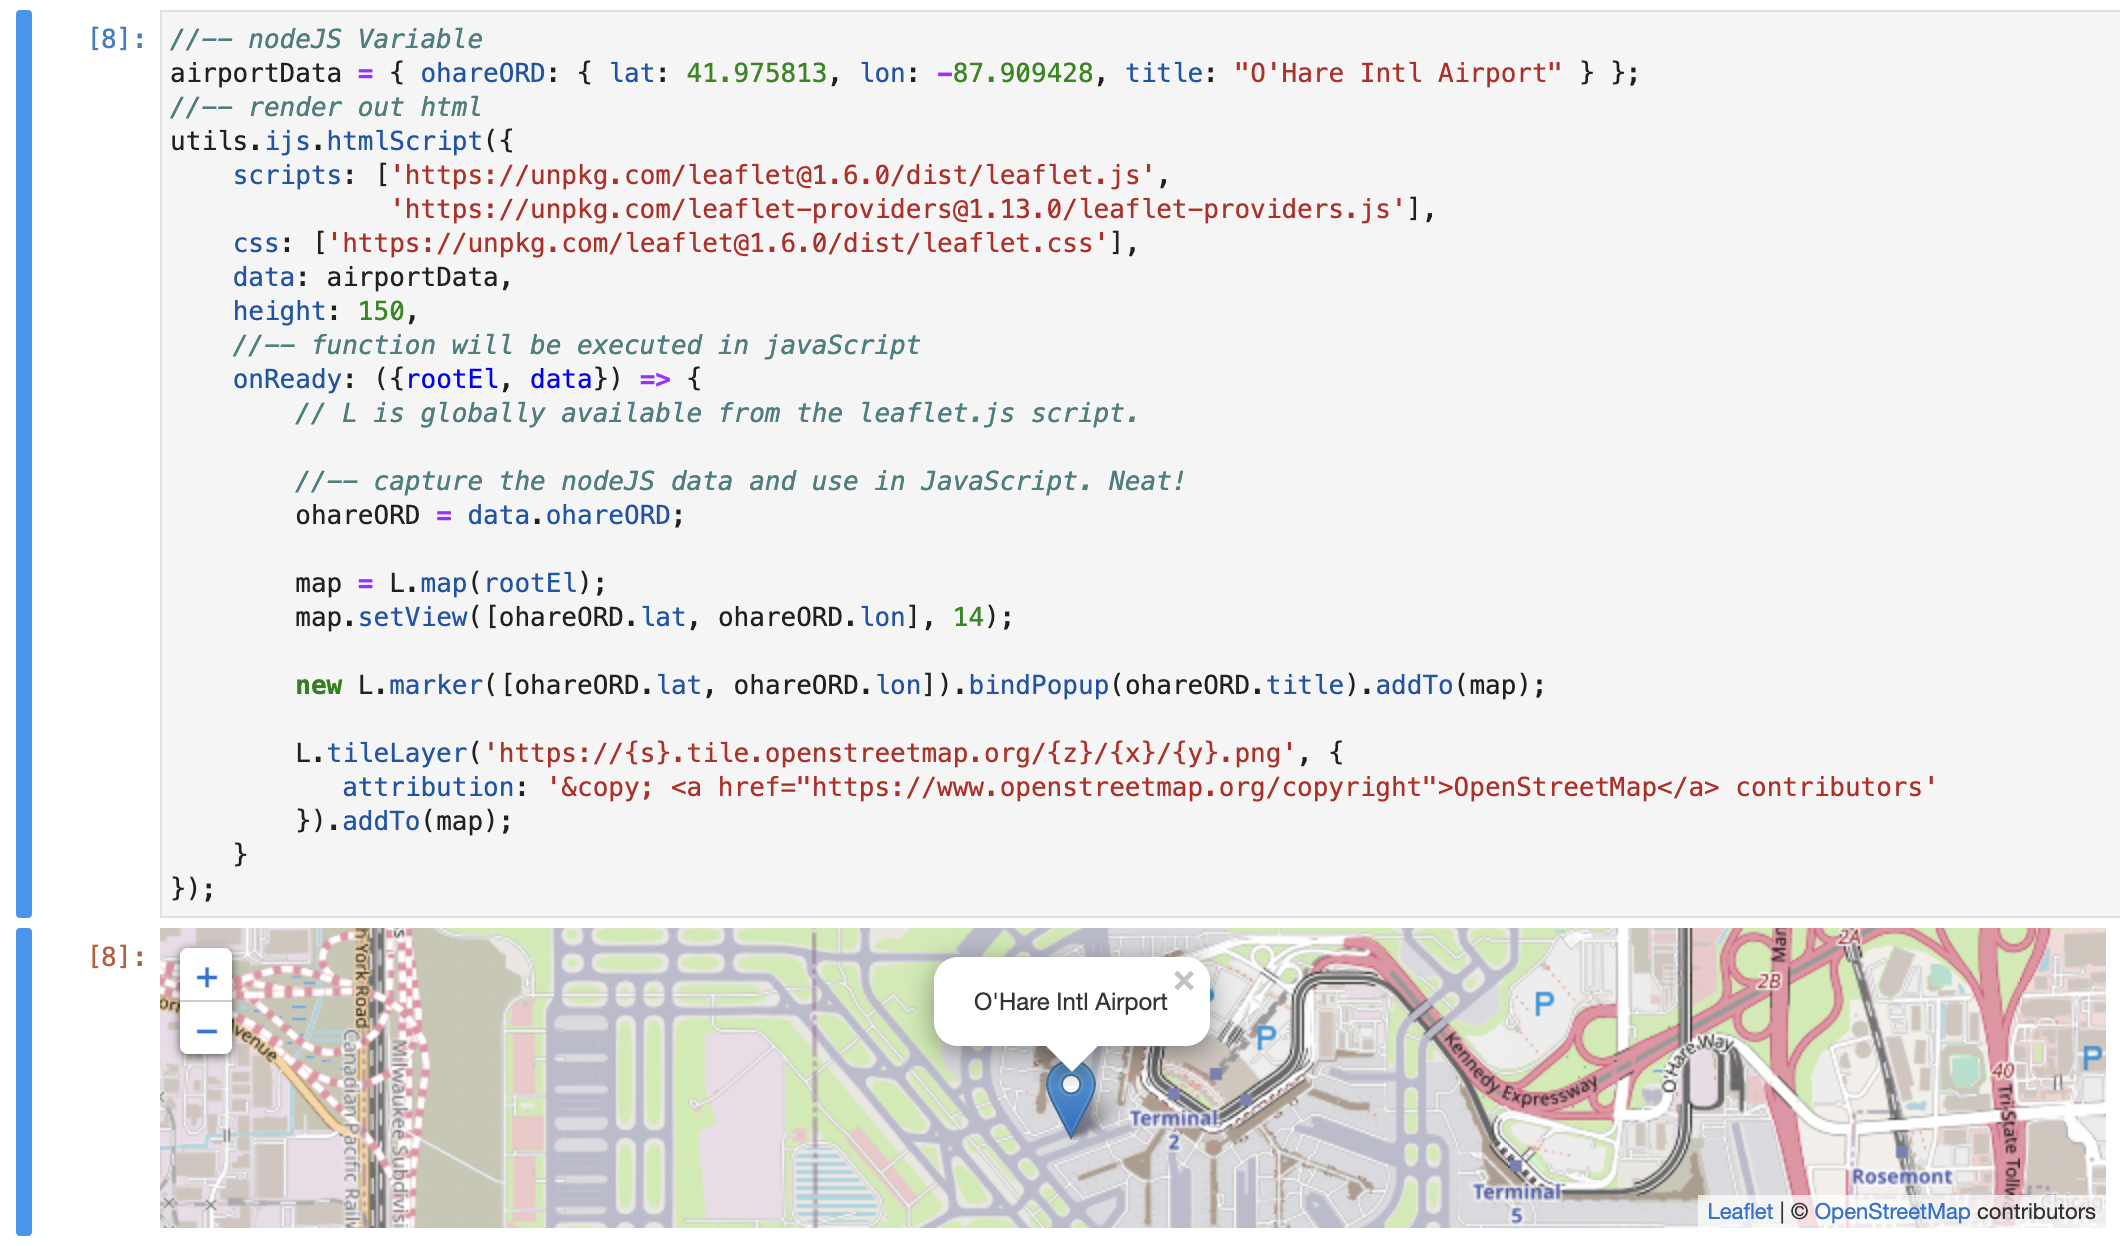 [8]:
//-- nodeJS Variable
airportData = { ohareORD: { lat: 41.975813, lon: -87.909428, title: "O'Hare Intl Airport" } };
//-- render out html
utils.ijs.htmlScript({
    scripts: ['https://unpkg.com/leaflet@1.6.0/dist/leaflet.js',
              'https://unpkg.com/leaflet-providers@1.13.0/leaflet-providers.js'],
    css: ['https://unpkg.com/leaflet@1.6.0/dist/leaflet.css'],
    data: airportData,
    height: 150,
    //-- function will be executed in javaScript
    onReady: ({rootEl, data}) => {
        // L is globally available from the leaflet.js script.
        //-- capture the nodeJS data and use in JavaScript. Neat!
        ohareORD = data.ohareORD;
        map = L.map(rootEl);
        map.setView([ohareORD.lat, ohareORD.lon], 14);
        new L.marker([ohareORD.lat, ohareORD.lon]).bindPopup(ohareORD.title).addTo(map);
        L.tileLayer('https://{s}.tile.openstreetmap.org/{z}/{x}/{y}.png', {
           attribution: '&copy; <a href="https://www.openstreetmap.org/copyright">OpenStreetMap</a> contributors'
        }).addTo(map);
    }
});
[8]:
+
−
York Road
Canadian Pacific
Milwaukee
O'Hare Intl Airport
×
P
P
P
Kennedy Expressway
O'Hare Way
2A
2B
40
Tri-State
Terminal
2
Terminal
5
Rosemont
Leaflet | © OpenStreetMap contributors